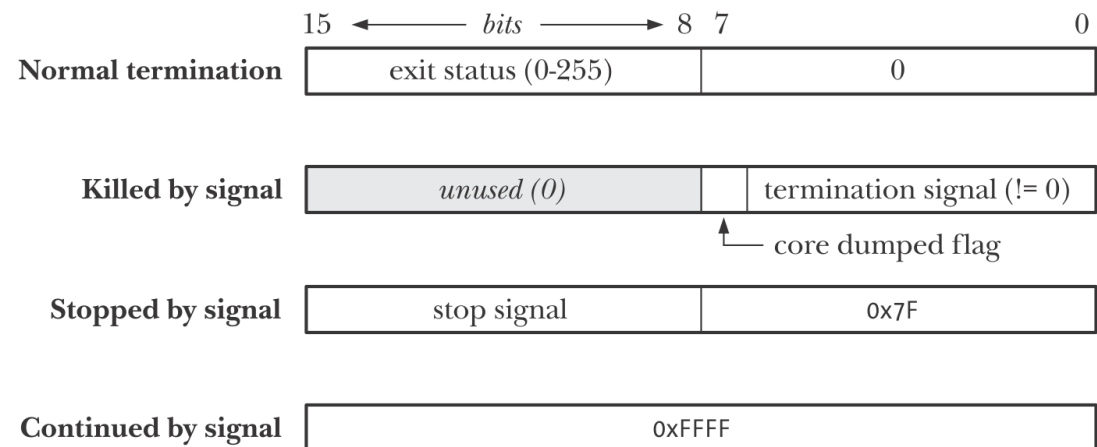 15 bits 8 7 0
Normal termination exit status (0-255) 0
Killed by signal unused (0) termination signal (!= 0)
core dumped flag
Stopped by signal stop signal 0x7F
Continued by signal 0xFFFF